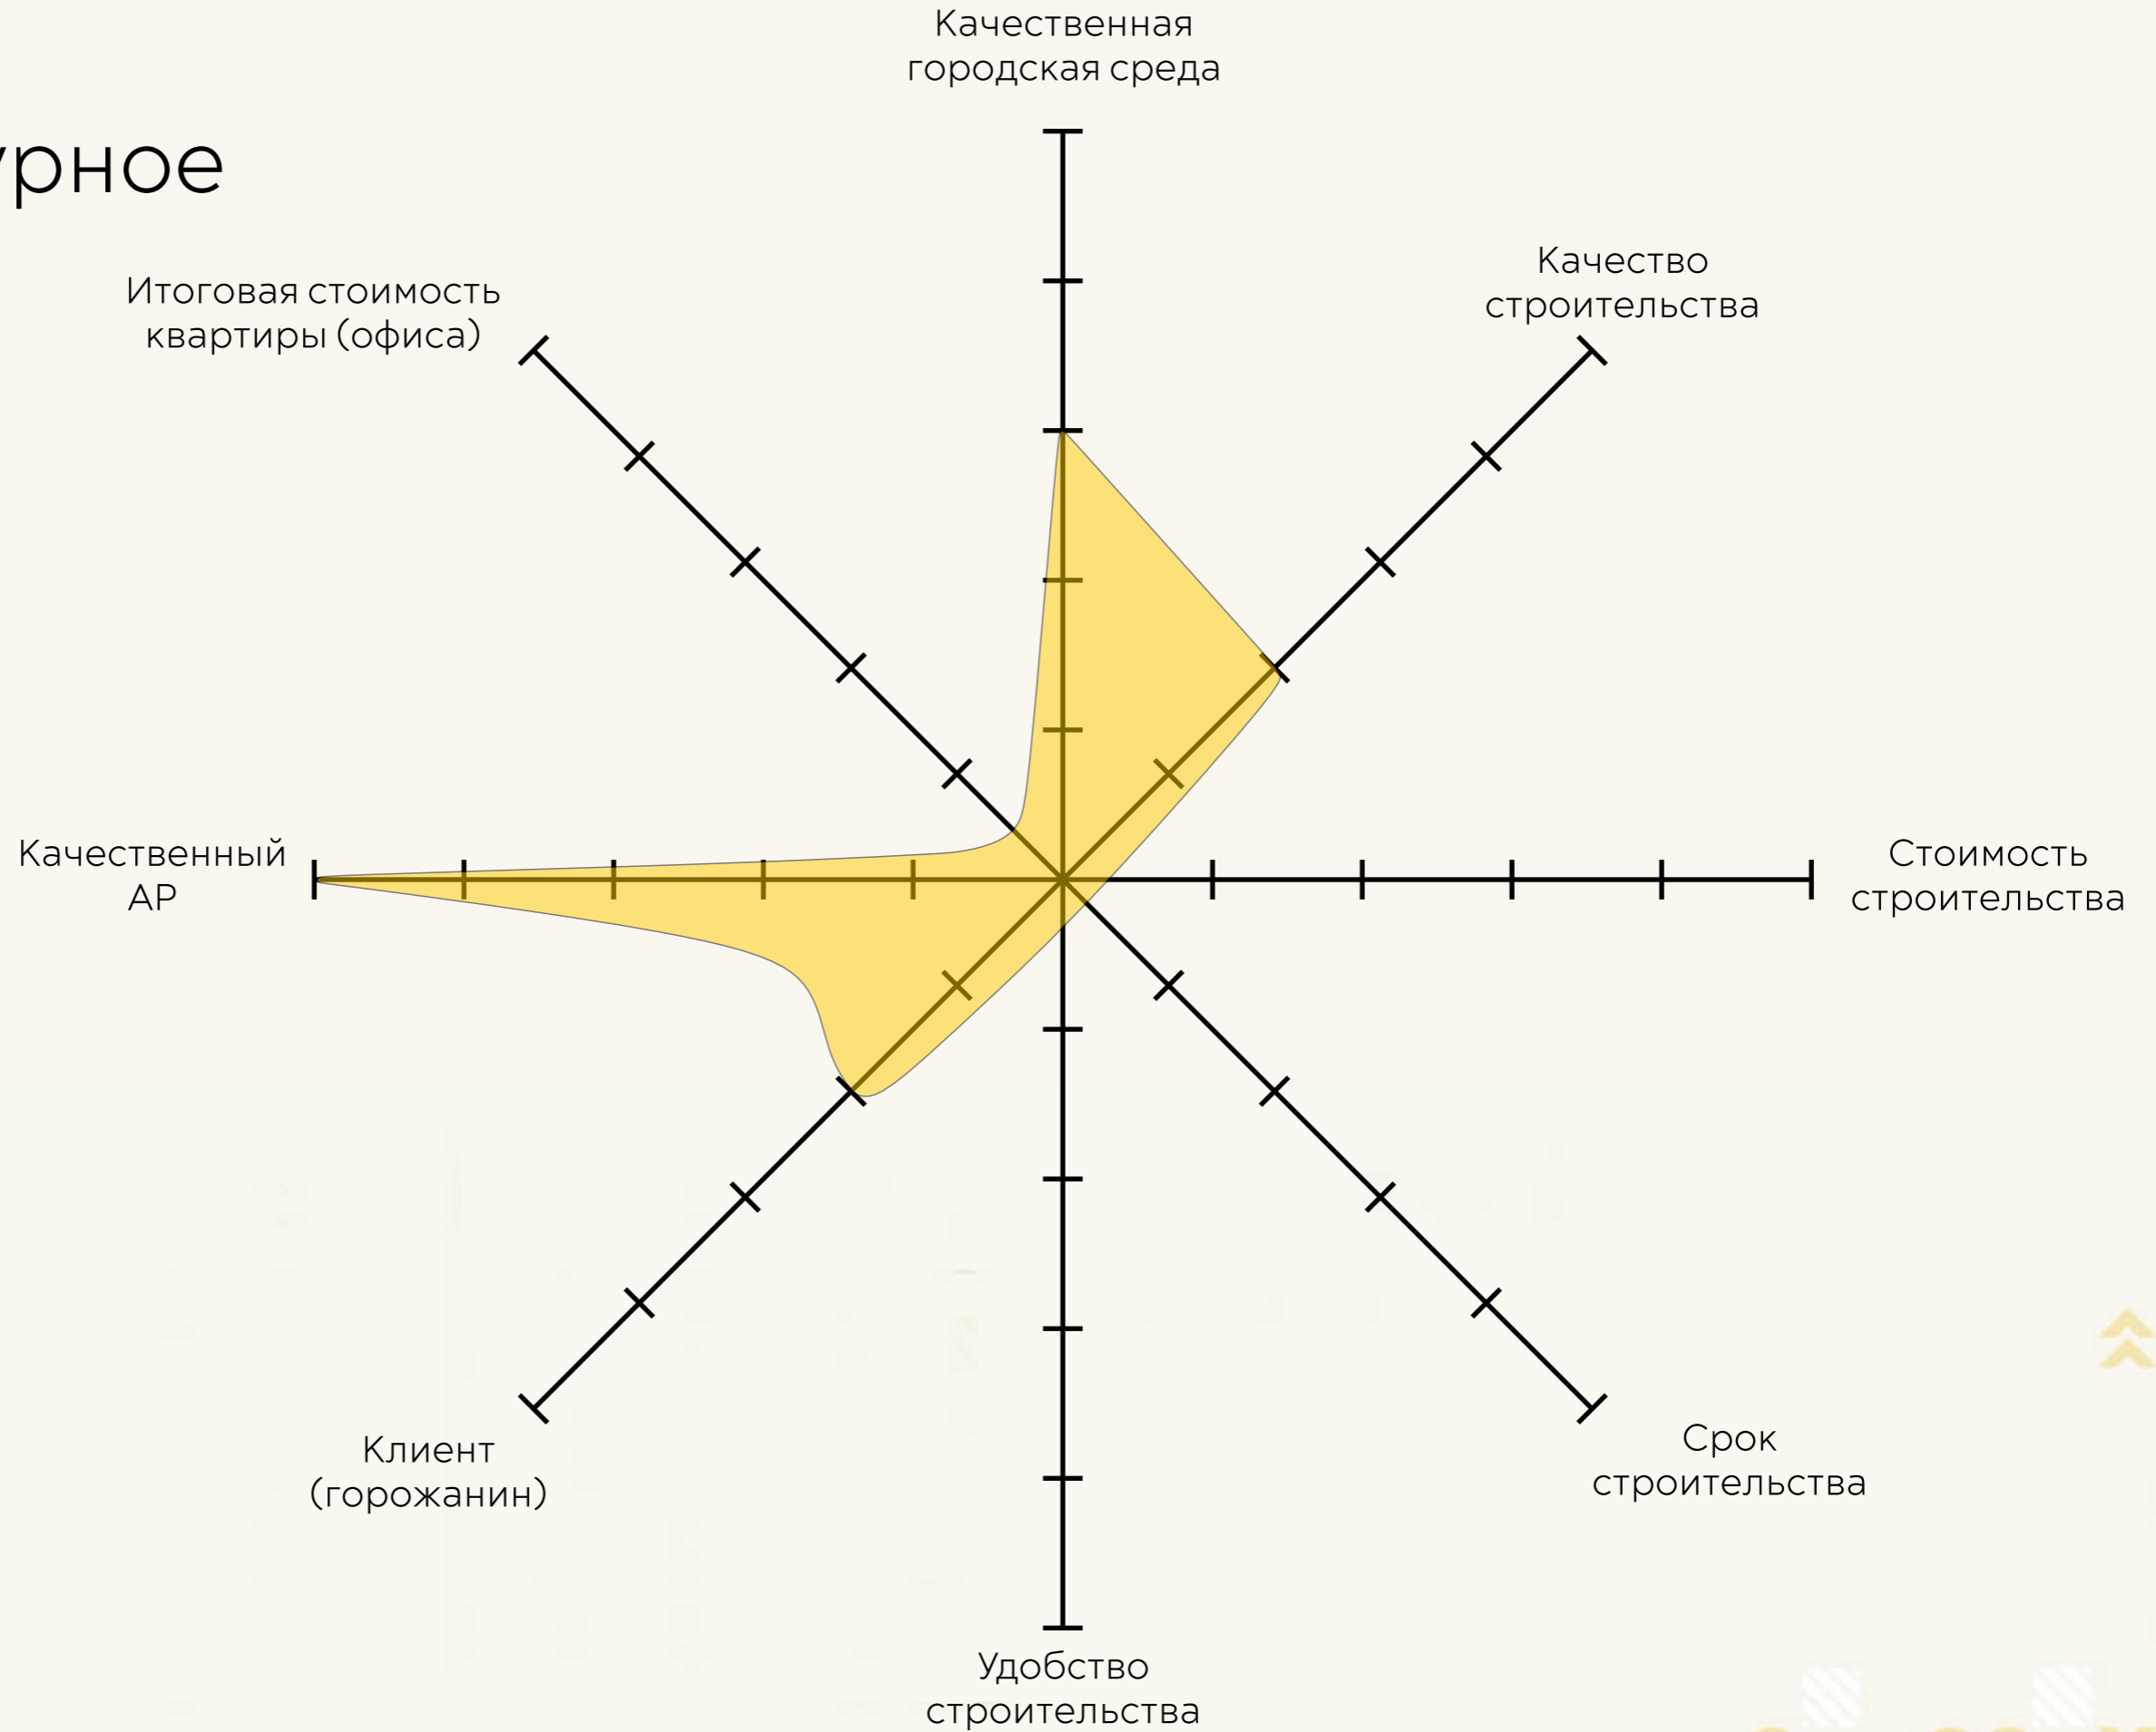 Качественная
городская среда
урное
Качество
строительства
Итоговая стоимость
квартиры (офиса)
Качественный
АР
Стоимость
строительства
Клиент
(горожанин)
Срок
строительства
Удобство
строительства